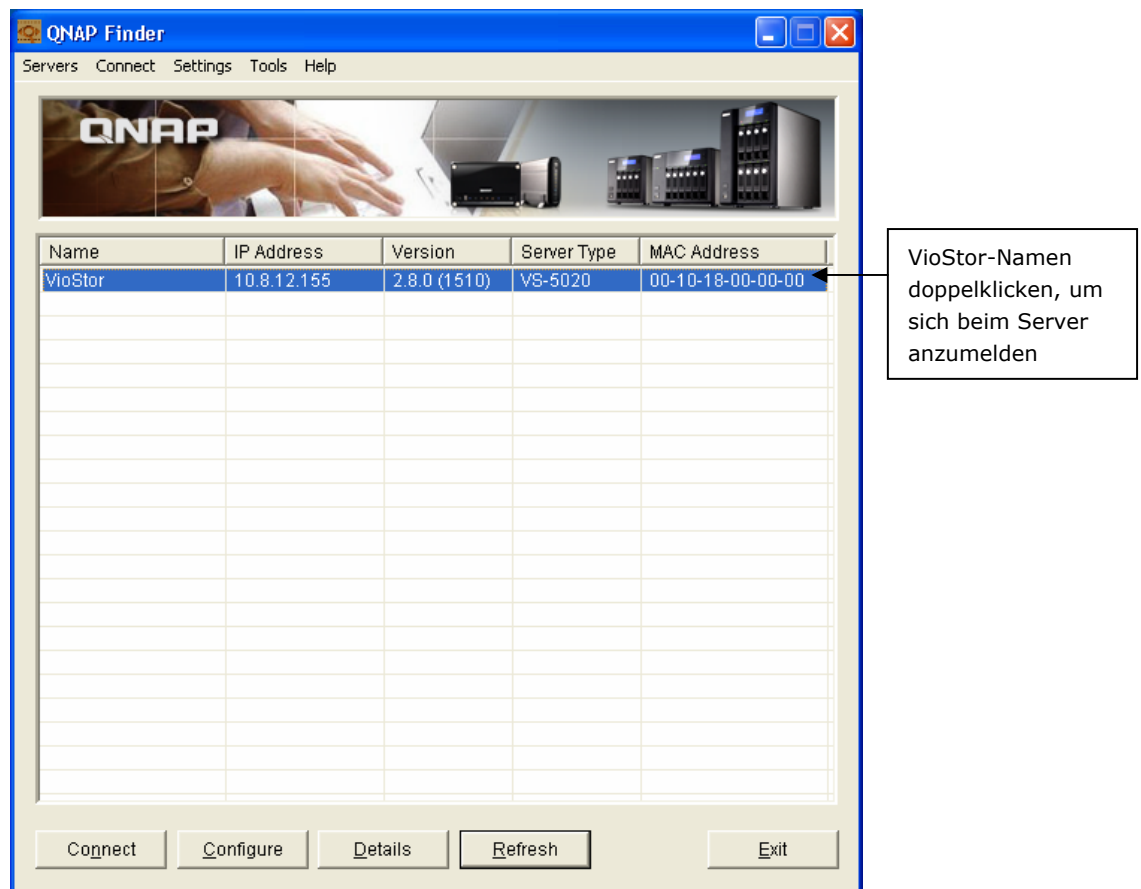 QNAP Finder
Servers Connect Settings Tools Help
QNAP
Name IP Address Version Server Type MAC Address
VioStor 10.8.12.155 2.8.0 (1510) VS-5020 00-10-18-00-00-00
VioStor-Namen
doppelklicken, um
sich beim Server
anzumelden
Connect Configure Details Refresh Exit